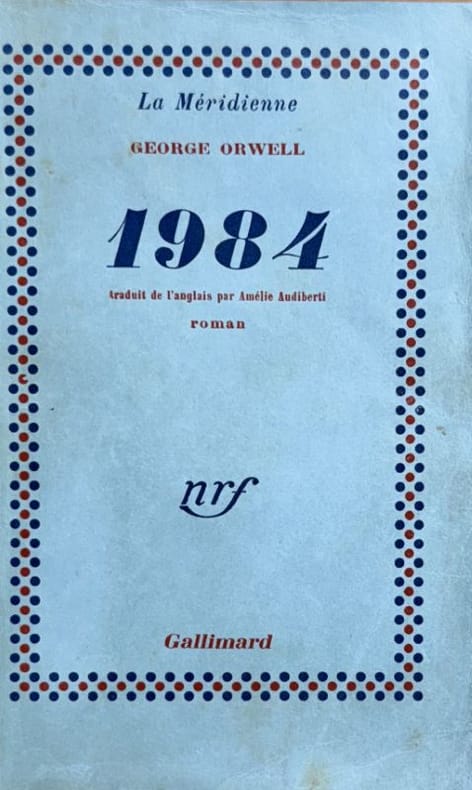 La Méridienne
GEORGE ORWELL
1984
traduit de l'anglais par Amélie Audiberti
roman
nrf
Gallimard